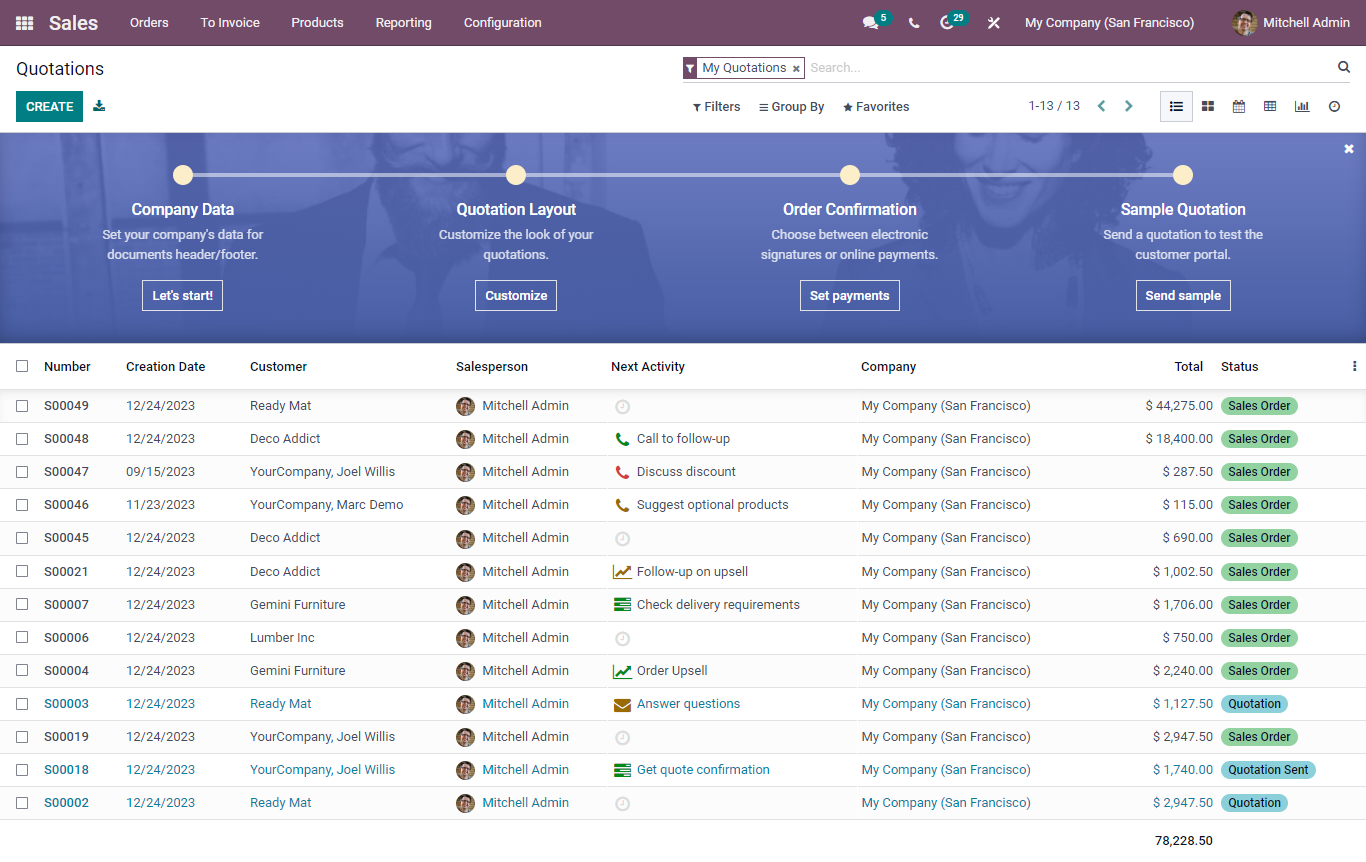 Sales Orders To Invoice Products Reporting Configuration 5 29 My Company (San Francisco) Mitchell Admin
Quotations My Quotations × Search...
CREATE Filters Group By Favorites 1-13 / 13
Company Data Quotation Layout Order Confirmation Sample Quotation
Set your company's data for Customize the look of your Choose between electronic Send a quotation to test the
documents header/footer. quotations. signatures or online payments. customer portal.
Let's start! Customize Set payments Send sample
Number Creation Date Customer Salesperson Next Activity Company Total Status
S00049 12/24/2023 Ready Mat Mitchell Admin My Company (San Francisco) $ 44,275.00 Sales Order
S00048 12/24/2023 Deco Addict Mitchell Admin Call to follow-up My Company (San Francisco) $ 18,400.00 Sales Order
S00047 09/15/2023 YourCompany, Joel Willis Mitchell Admin Discuss discount My Company (San Francisco) $ 287.50 Sales Order
S00046 11/23/2023 YourCompany, Marc Demo Mitchell Admin Suggest optional products My Company (San Francisco) $ 115.00 Sales Order
S00045 12/24/2023 Deco Addict Mitchell Admin My Company (San Francisco) $ 690.00 Sales Order
S00021 12/24/2023 Deco Addict Mitchell Admin Follow-up on upsell My Company (San Francisco) $ 1,002.50 Sales Order
S00007 12/24/2023 Gemini Furniture Mitchell Admin Check delivery requirements My Company (San Francisco) $ 1,706.00 Sales Order
S00006 12/24/2023 Lumber Inc Mitchell Admin My Company (San Francisco) $ 750.00 Sales Order
S00004 12/24/2023 Gemini Furniture Mitchell Admin Order Upsell My Company (San Francisco) $ 2,240.00 Sales Order
S00003 12/24/2023 Ready Mat Mitchell Admin Answer questions My Company (San Francisco) $ 1,127.50 Quotation
S00019 12/24/2023 YourCompany, Joel Willis Mitchell Admin My Company (San Francisco) $ 2,947.50 Sales Order
S00018 12/24/2023 YourCompany, Joel Willis Mitchell Admin Get quote confirmation My Company (San Francisco) $ 1,740.00 Quotation Sent
S00002 12/24/2023 Ready Mat Mitchell Admin My Company (San Francisco) $ 2,947.50 Quotation
78,228.50